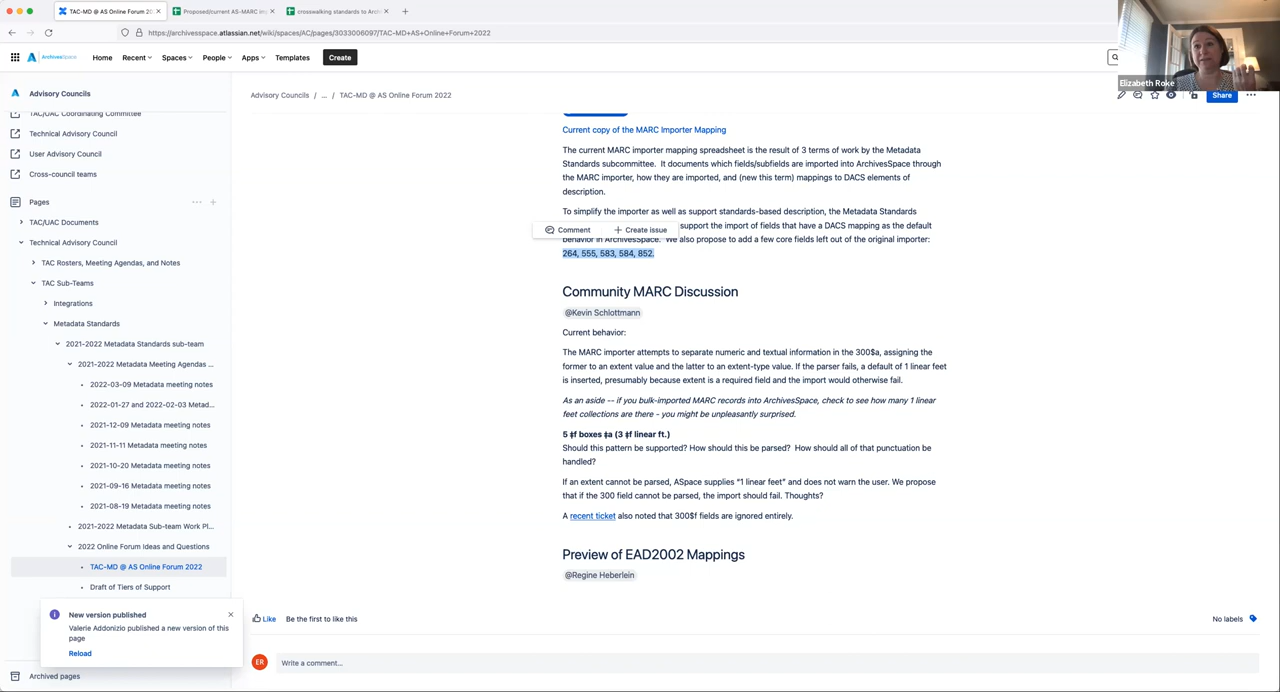 TAC-MD @ AS Online Forum 20
Proposed/current AS-MARC im
crosswalking standards to Archi
https://archivesspace.atlassian.net/wiki/spaces/AC/pages/3033006097/TAC-MD+AS+Online+Forum+2022
ArchivesSpace
Home
Recent
Spaces
People
Apps
Templates
Create
Elizabeth Roke
Advisory Councils
Advisory Councils / ... / TAC-MD @ AS Online Forum 2022
Share
TAC/UAC Coordinating Committee
Technical Advisory Council
User Advisory Council
Cross-council teams
Pages
TAC/UAC Documents
Technical Advisory Council
TAC Rosters, Meeting Agendas, and Notes
TAC Sub-Teams
Integrations
Metadata Standards
2021-2022 Metadata Standards sub-team
2021-2022 Metadata Meeting Agendas ...
2022-03-09 Metadata meeting notes
2022-01-27 and 2022-02-03 Metad...
2021-12-09 Metadata meeting notes
2021-11-11 Metadata meeting notes
2021-10-20 Metadata meeting notes
2021-09-16 Metadata meeting notes
2021-08-19 Metadata meeting notes
2021-2022 Metadata Sub-team Work Pl...
2022 Online Forum Ideas and Questions
TAC-MD @ AS Online Forum 2022
Draft of Tiers of Support
New version published
Valerie Addonizio published a new version of this
page
Reload
Archived pages
Current copy of the MARC Importer Mapping
The current MARC importer mapping spreadsheet is the result of 3 terms of work by the Metadata
Standards subcommittee. It documents which fields/subfields are imported into ArchivesSpace through
the MARC importer, how they are imported, and (new this term) mappings to DACS elements of
description.
To simplify the importer as well as support standards-based description, the Metadata Standards
Comment
Create issue
support the import of fields that have a DACS mapping as the default
behavior in ArchivesSpace. We also propose to add a few core fields left out of the original importer:
264, 555, 583, 584, 852.
Community MARC Discussion
@Kevin Schlottmann
Current behavior:
The MARC importer attempts to separate numeric and textual information in the 300$a, assigning the
former to an extent value and the latter to an extent-type value. If the parser fails, a default of 1 linear feet
is inserted, presumably because extent is a required field and the import would otherwise fail.
As an aside -- if you bulk-imported MARC records into ArchivesSpace, check to see how many 1 linear
feet collections are there - you might be unpleasantly surprised.
5 ‡f boxes ‡a (3 ‡f linear ft.)
Should this pattern be supported? How should this be parsed? How should all of that punctuation be
handled?
If an extent cannot be parsed, ASpace supplies "1 linear feet" and does not warn the user. We propose
that if the 300 field cannot be parsed, the import should fail. Thoughts?
A recent ticket also noted that 300$f fields are ignored entirely.
Preview of EAD2002 Mappings
@Regine Heberlein
Like
Be the first to like this
No labels
ER
Write a comment...